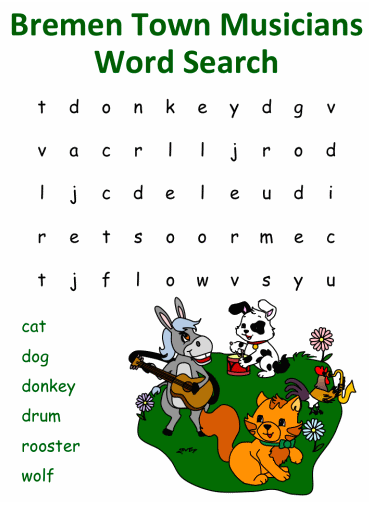 Bremen Town Musicians
Word Search
t d o n k e y d g v
v a c r l l j r o d
l j c d e l e u d i
r e t s o o r m e c
t j f l o w v s y u
cat
dog
donkey
drum
rooster
wolf